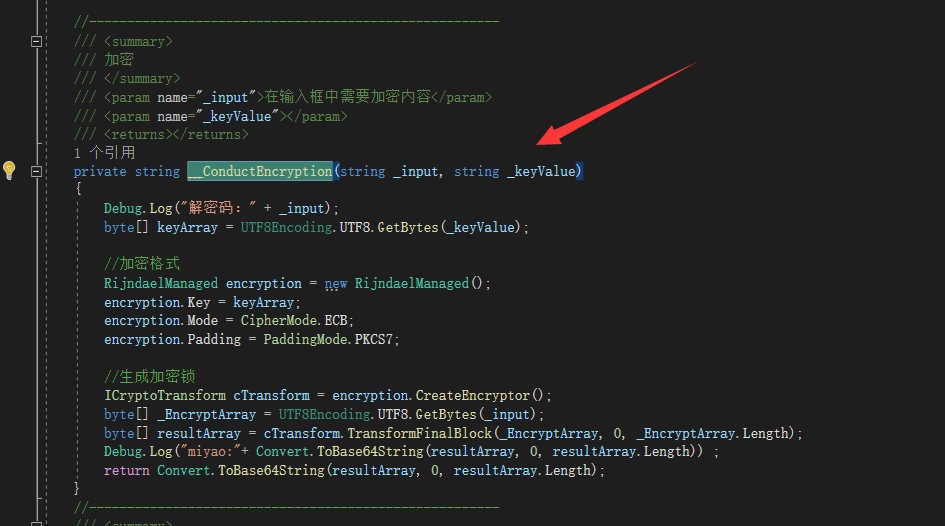 //------------------------------------------------------
/// <summary>
/// 加密
/// </summary>
/// <param name="_input">在输入框中需要加密内容</param>
/// <param name="_keyValue"></param>
/// <returns></returns>
1 个引用
private string __ConductEncryption(string _input, string _keyValue)
{
Debug.Log("解密码：" + _input);
byte[] keyArray = UTF8Encoding.UTF8.GetBytes(_keyValue);
//加密格式
RijndaelManaged encryption = new RijndaelManaged();
encryption.Key = keyArray;
encryption.Mode = CipherMode.ECB;
encryption.Padding = PaddingMode.PKCS7;
//生成加密锁
ICryptoTransform cTransform = encryption.CreateEncryptor();
byte[] _EncryptArray = UTF8Encoding.UTF8.GetBytes(_input);
byte[] resultArray = cTransform.TransformFinalBlock(_EncryptArray, 0, _EncryptArray.Length);
Debug.Log("miyao:"+ Convert.ToBase64String(resultArray, 0, resultArray.Length)) ;
return Convert.ToBase64String(resultArray, 0, resultArray.Length);
}
//------------------------------------------------------
/// <summary>